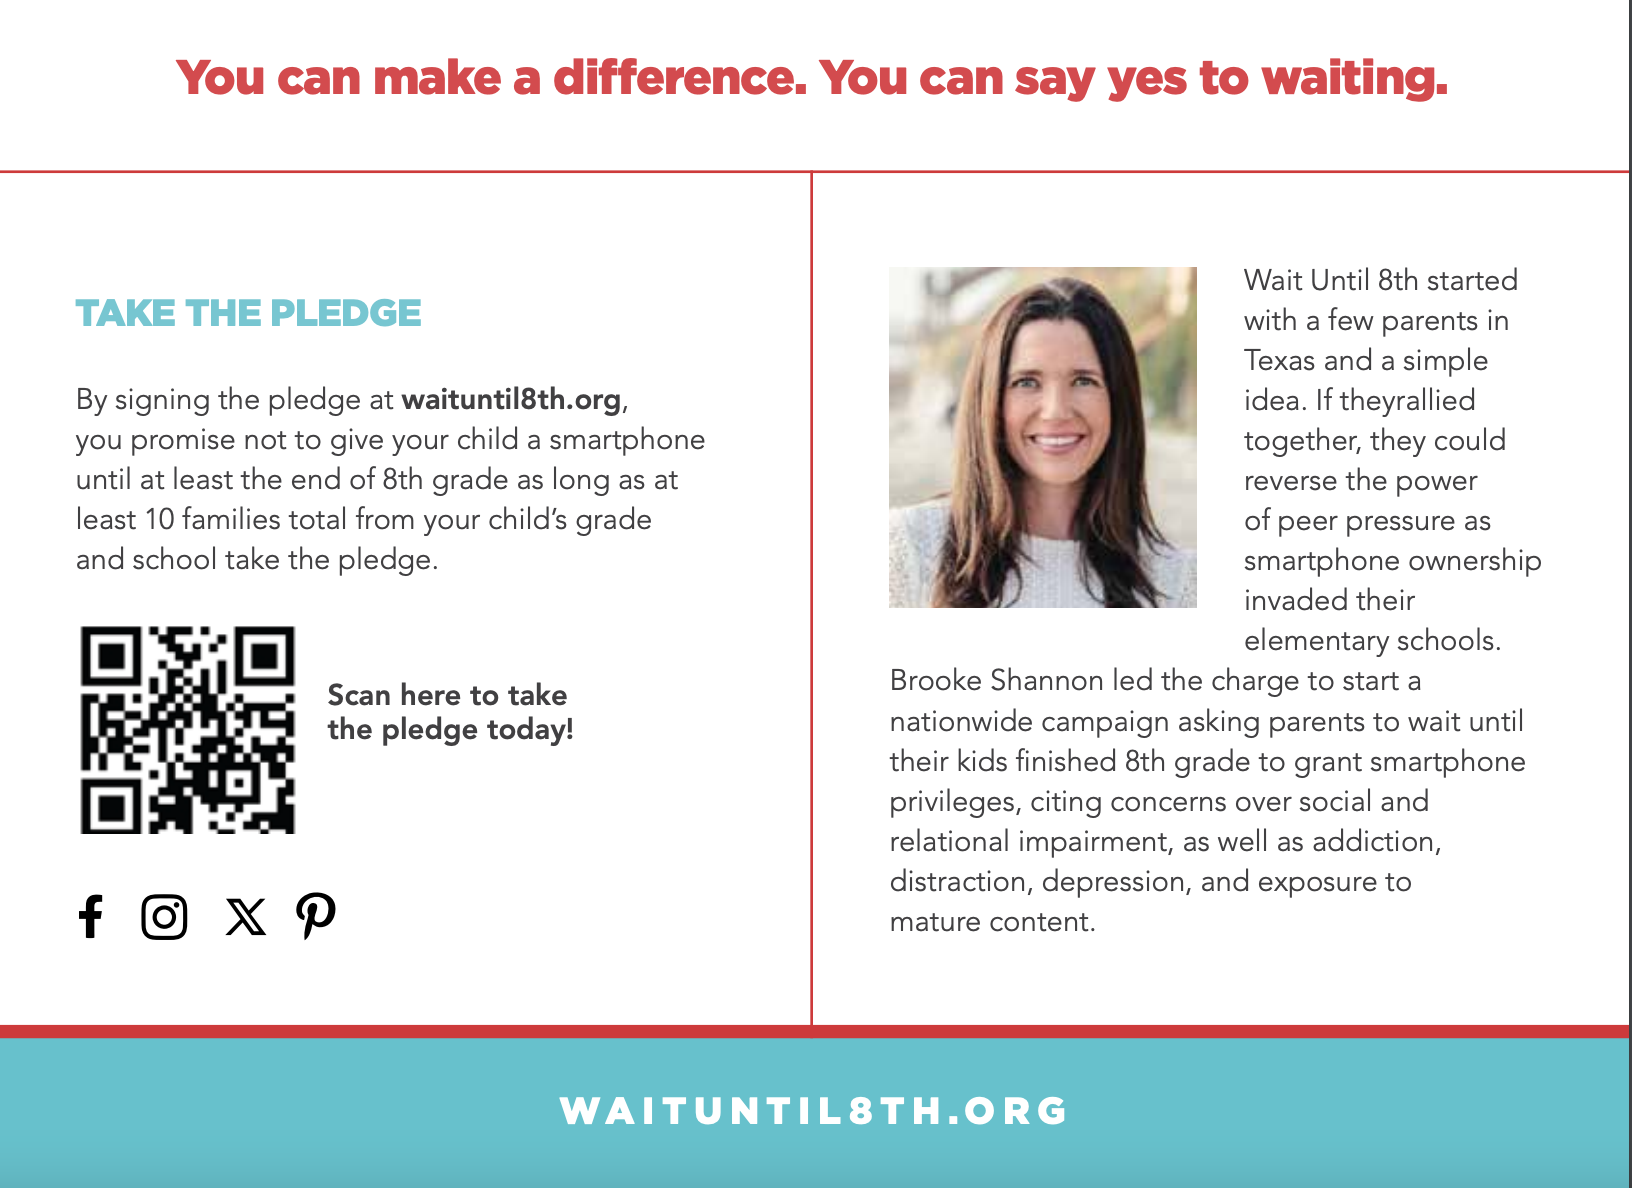 You can make a difference. You can say yes to waiting.
TAKE THE PLEDGE
By signing the pledge at waituntil8th.org,
you promise not to give your child a smartphone
until at least the end of 8th grade as long as at
least 10 families total from your child's grade
and school take the pledge.
Scan here to take
the pledge today!
Wait Until 8th started
with a few parents in
Texas and a simple
idea. If theyrallied
together, they could
reverse the power
of peer pressure as
smartphone ownership
invaded their
elementary schools.
Brooke Shannon led the charge to start a
nationwide campaign asking parents to wait until
their kids finished 8th grade to grant smartphone
privileges, citing concerns over social and
relational impairment, as well as addiction,
distraction, depression, and exposure to
mature content.
WAITUNTIL8TH.ORG